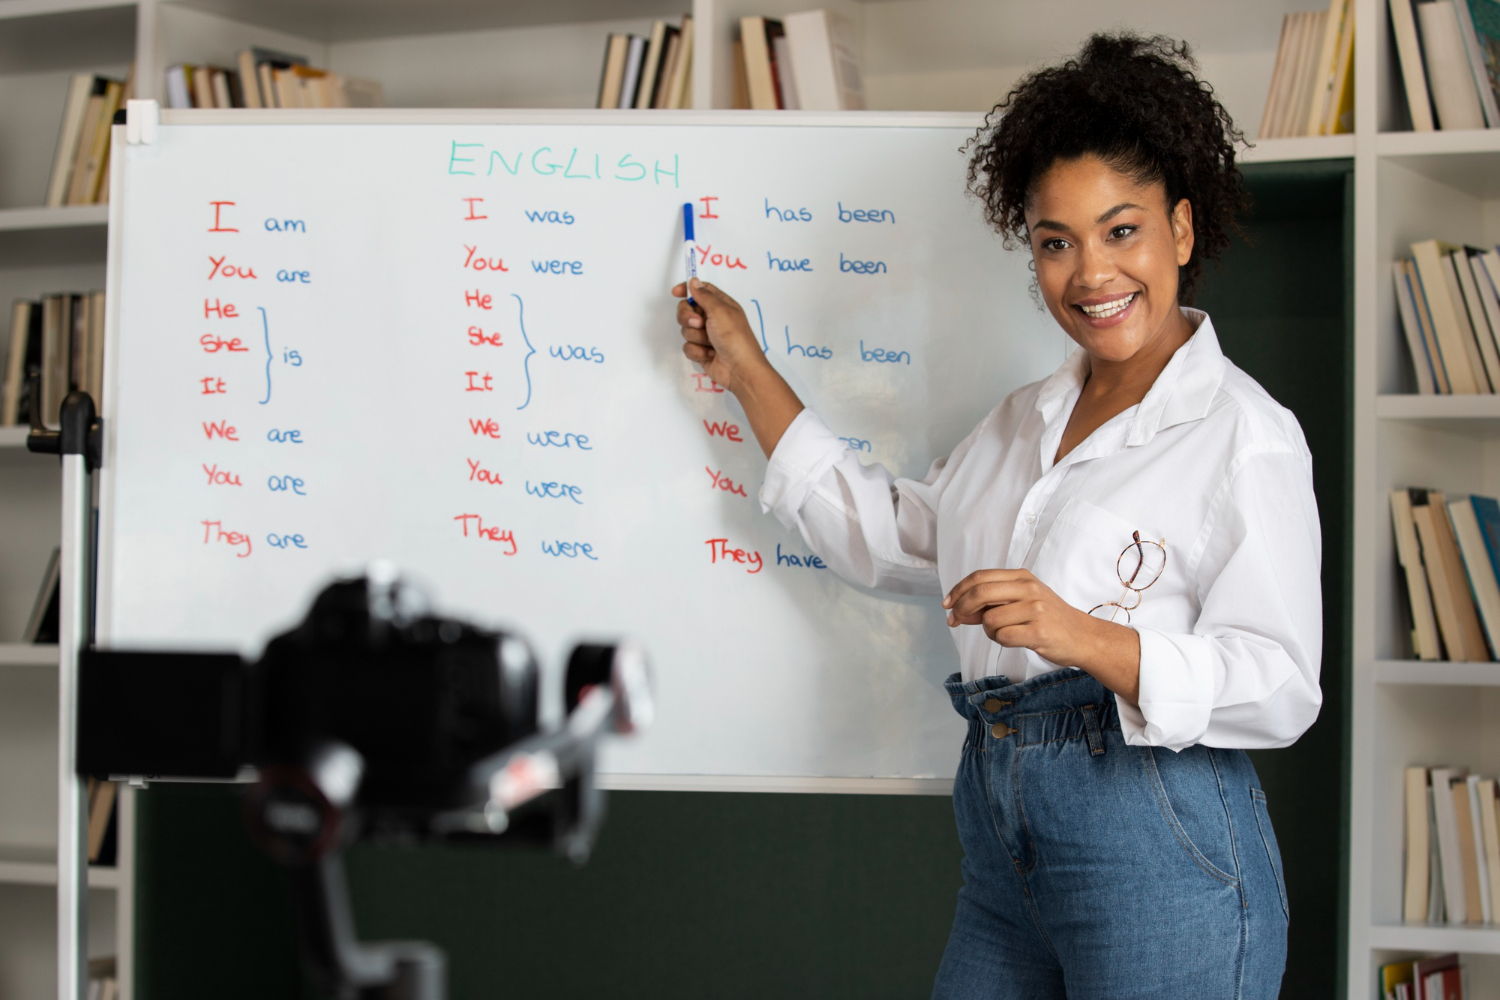 ENGLISH
I am
You are
He
She
is
It
We are
You are
They are
I was
You were
He
She
was
It
We were
You were
They were
I has been
You have been
has been
It
We
You
They have